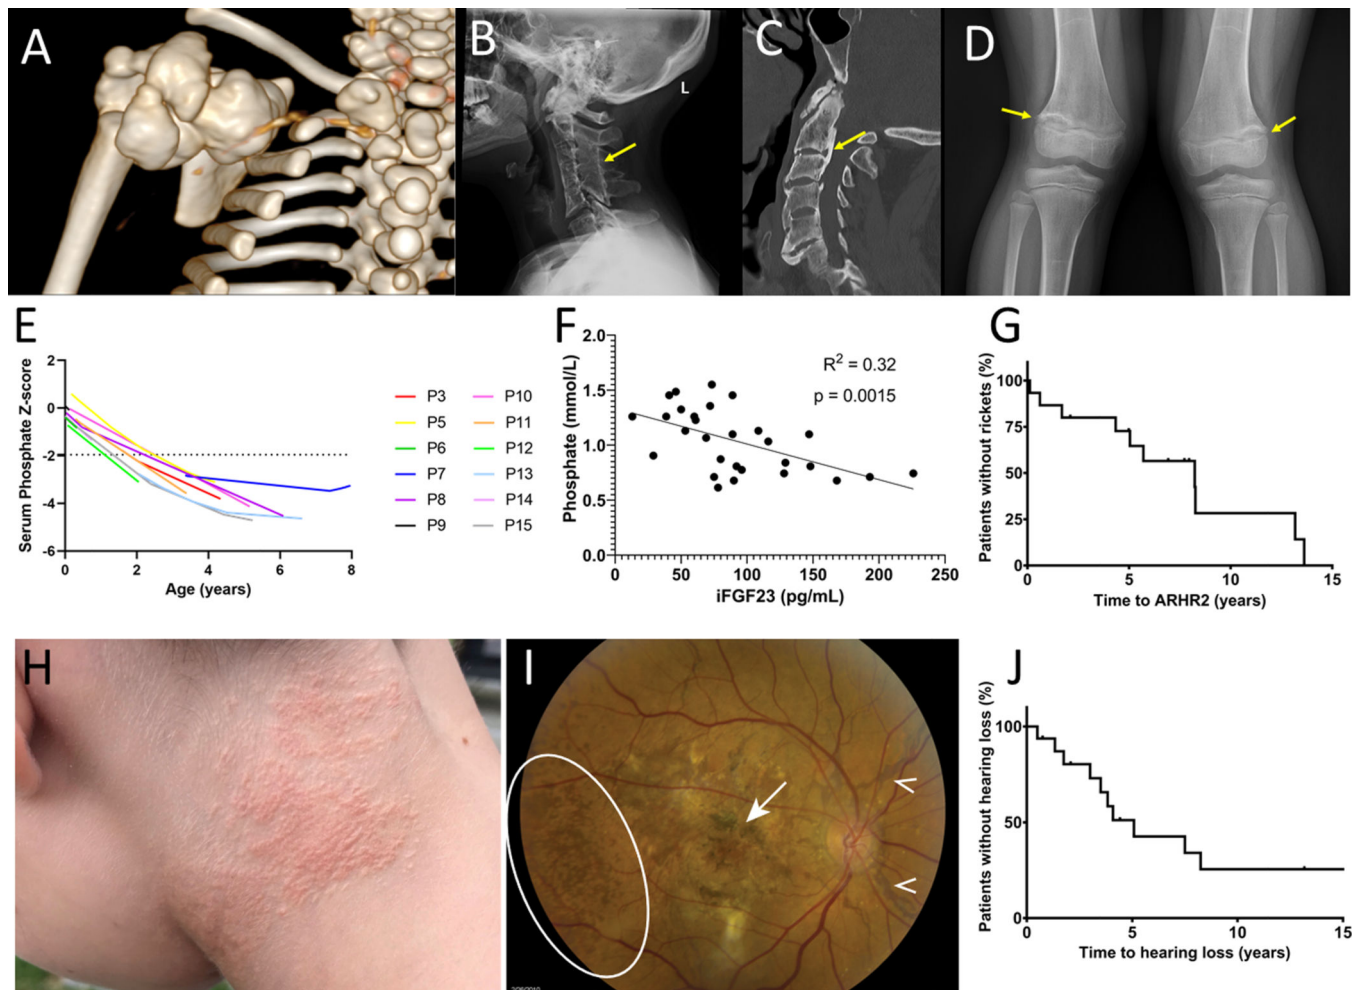 A
B
L
C
D
E
Serum Phosphate Z-score
2
0
-2
-4
-6
0
2
4
6
8
Age (years)
P3
P5
P6
P7
P8
P9
P10
P11
P12
P13
P14
P15
F
Phosphate (mmol/L)
2.0
1.5
1.0
0.5
0.0
R² = 0.32
p = 0.0015
0
50
100
150
200
250
iFGF23 (pg/mL)
G
Patients without rickets (%)
100
75
50
25
0
0
5
10
15
Time to ARHR2 (years)
H
I
J
Patients without hearing loss (%)
100
50
0
0
5
10
15
Time to hearing loss (years)